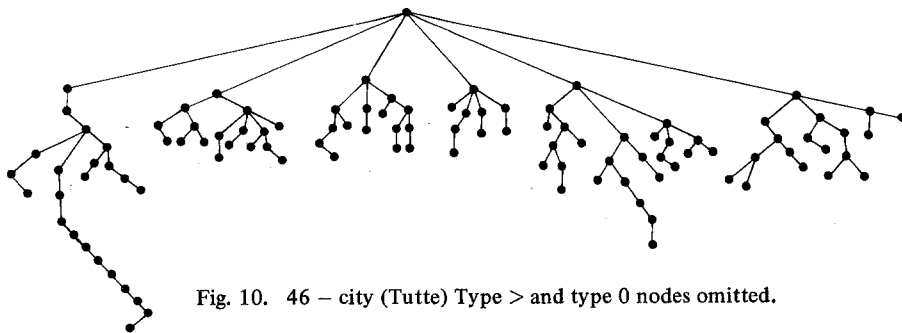 Fig. 10. 46 – city (Tutte) Type > and type 0 nodes omitted.